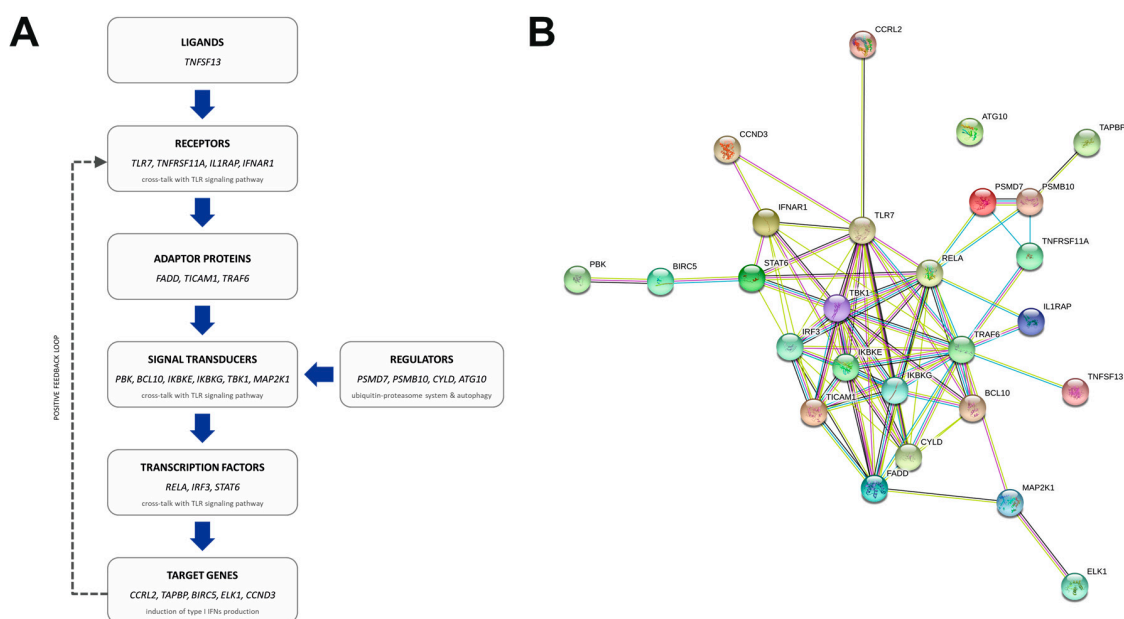 A
LIGANDS
TNFSF13
RECEPTORS
TLR7, TNFRSF11A, IL1RAP, IFNAR1
cross-talk with TLR signaling pathway
ADAPTOR PROTEINS
FADD, TICAM1, TRAF6
SIGNAL TRANSDUCERS
PBK, BCL10, IKBKE, IKBKG, TBK1, MAP2K1
cross-talk with TLR signaling pathway
REGULATORS
PSMD7, PSMB10, CYLD, ATG10
ubiquitin-proteasome system & autophagy
TRANSCRIPTION FACTORS
RELA, IRF3, STAT6
cross-talk with TLR signaling pathway
TARGET GENES
CCRL2, TAPBP, BIRC5, ELK1, CCND3
induction of type I IFNs production
POSITIVE FEEDBACK LOOP
B
CCRL2
ATG10
TAPBP
CCND3
PSMD7
PSMB10
IFNAR1
TLR7
TNFRSF11A
PBK
BIRC5
STAT6
RELA
TBK1
IL1RAP
IRF3
TRAF6
IKBKE
IKBKG
TNFSF13
TICAM1
BCL10
CYLD
FADD
MAP2K1
ELK1